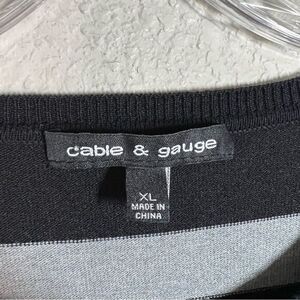 cable & gauge
XL
MADE IN
CHINA